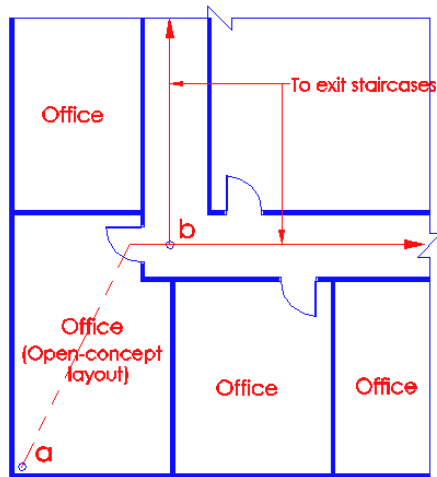 To exit staircases
Office
b
Office
(Open-concept
layout)
Office
Office
a